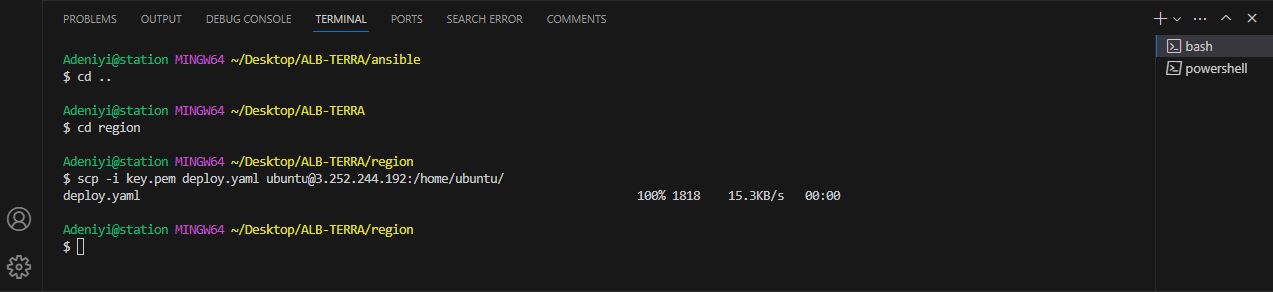 PROBLEMS OUTPUT DEBUG CONSOLE TERMINAL PORTS SEARCH ERROR COMMENTS
bash
powershell
Adeniyi@station MINGW64 ~/Desktop/ALB-TERRA/ansible
$ cd ..
Adeniyi@station MINGW64 ~/Desktop/ALB-TERRA
$ cd region
Adeniyi@station MINGW64 ~/Desktop/ALB-TERRA/region
$ scp -i key.pem deploy.yaml ubuntu@3.252.244.192:/home/ubuntu/
deploy.yaml 100% 1818 15.3KB/s 00:00
Adeniyi@station MINGW64 ~/Desktop/ALB-TERRA/region
$